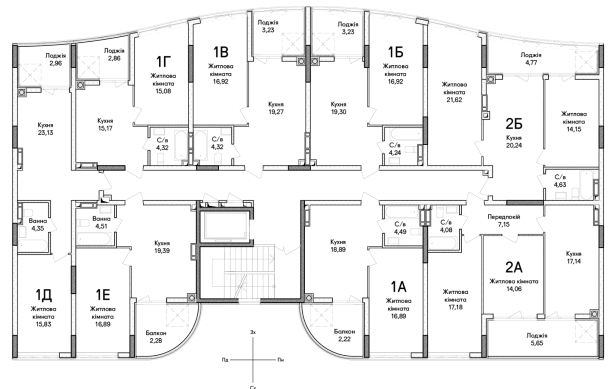 Лоджія
2,96
Лоджія
2,86
1Г
Житлова
кімната
15,08
1В
Житлова
кімната
16,92
Лоджія
3,23
Лоджія
3,23
1Б
Житлова
кімната
16,92
Житлова
кімната
21,62
Лоджія
4,77
2Б
Кухня
20,24
Житлова
кімната
14,15
Кухня
23,13
Кухня
15,17
С/в
4,32
С/в
4,32
Кухня
19,27
Кухня
19,30
С/в
4,24
С/в
4,63
Ванна
4,35
Ванна
4,51
Кухня
19,39
Кухня
18,89
С/в
4,49
С/в
4,08
Передпокій
7,15
Кухня
17,14
1Д
Житлова
кімната
15,83
1Е
Житлова
кімната
16,89
Балкон
2,28
Балкон
2,22
1А
Житлова
кімната
16,89
Житлова
кімната
17,18
2А
Житлова кімната
14,06
Лоджія
5,65
Зх
Пд
Пн
Сх